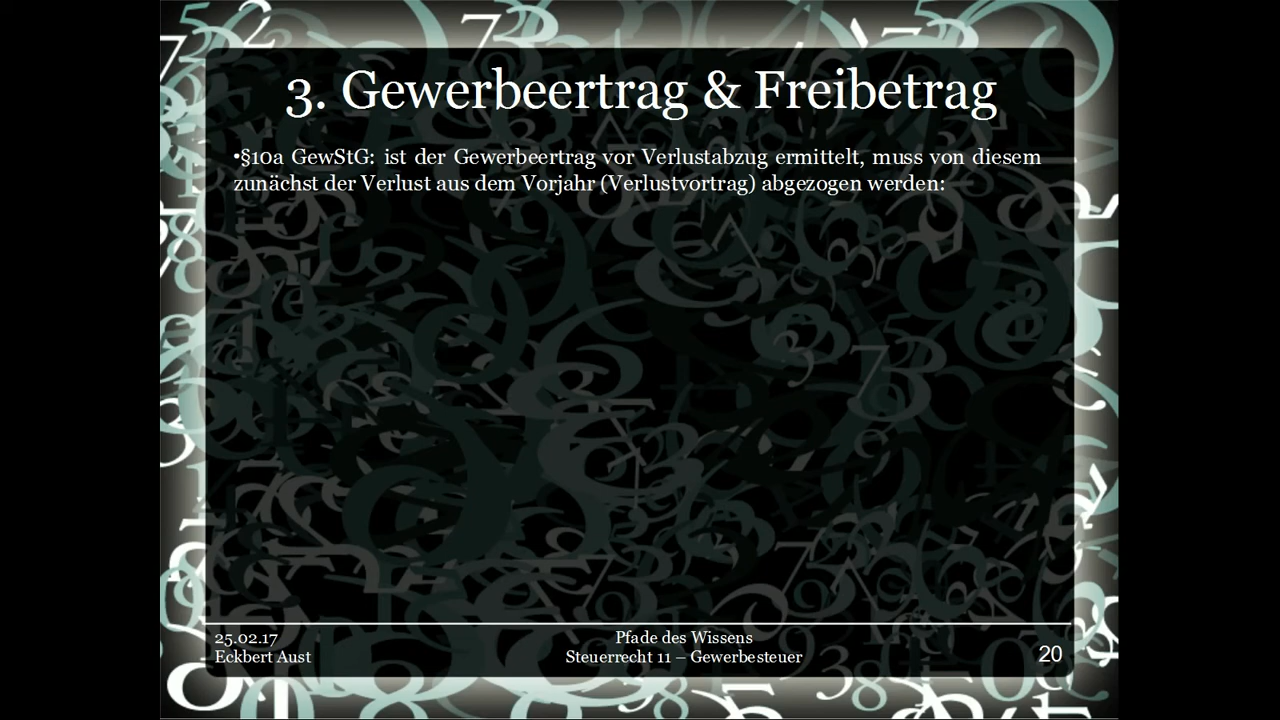 3. Gewerbeertrag & Freibetrag
•§10a GewStG: ist der Gewerbeertrag vor Verlustabzug ermittelt, muss von diesem
zunächst der Verlust aus dem Vorjahr (Verlustvortrag) abgezogen werden:
25.02.17
Eckbert Aust
Pfade des Wissens
Steuerrecht 11 – Gewerbesteuer
20